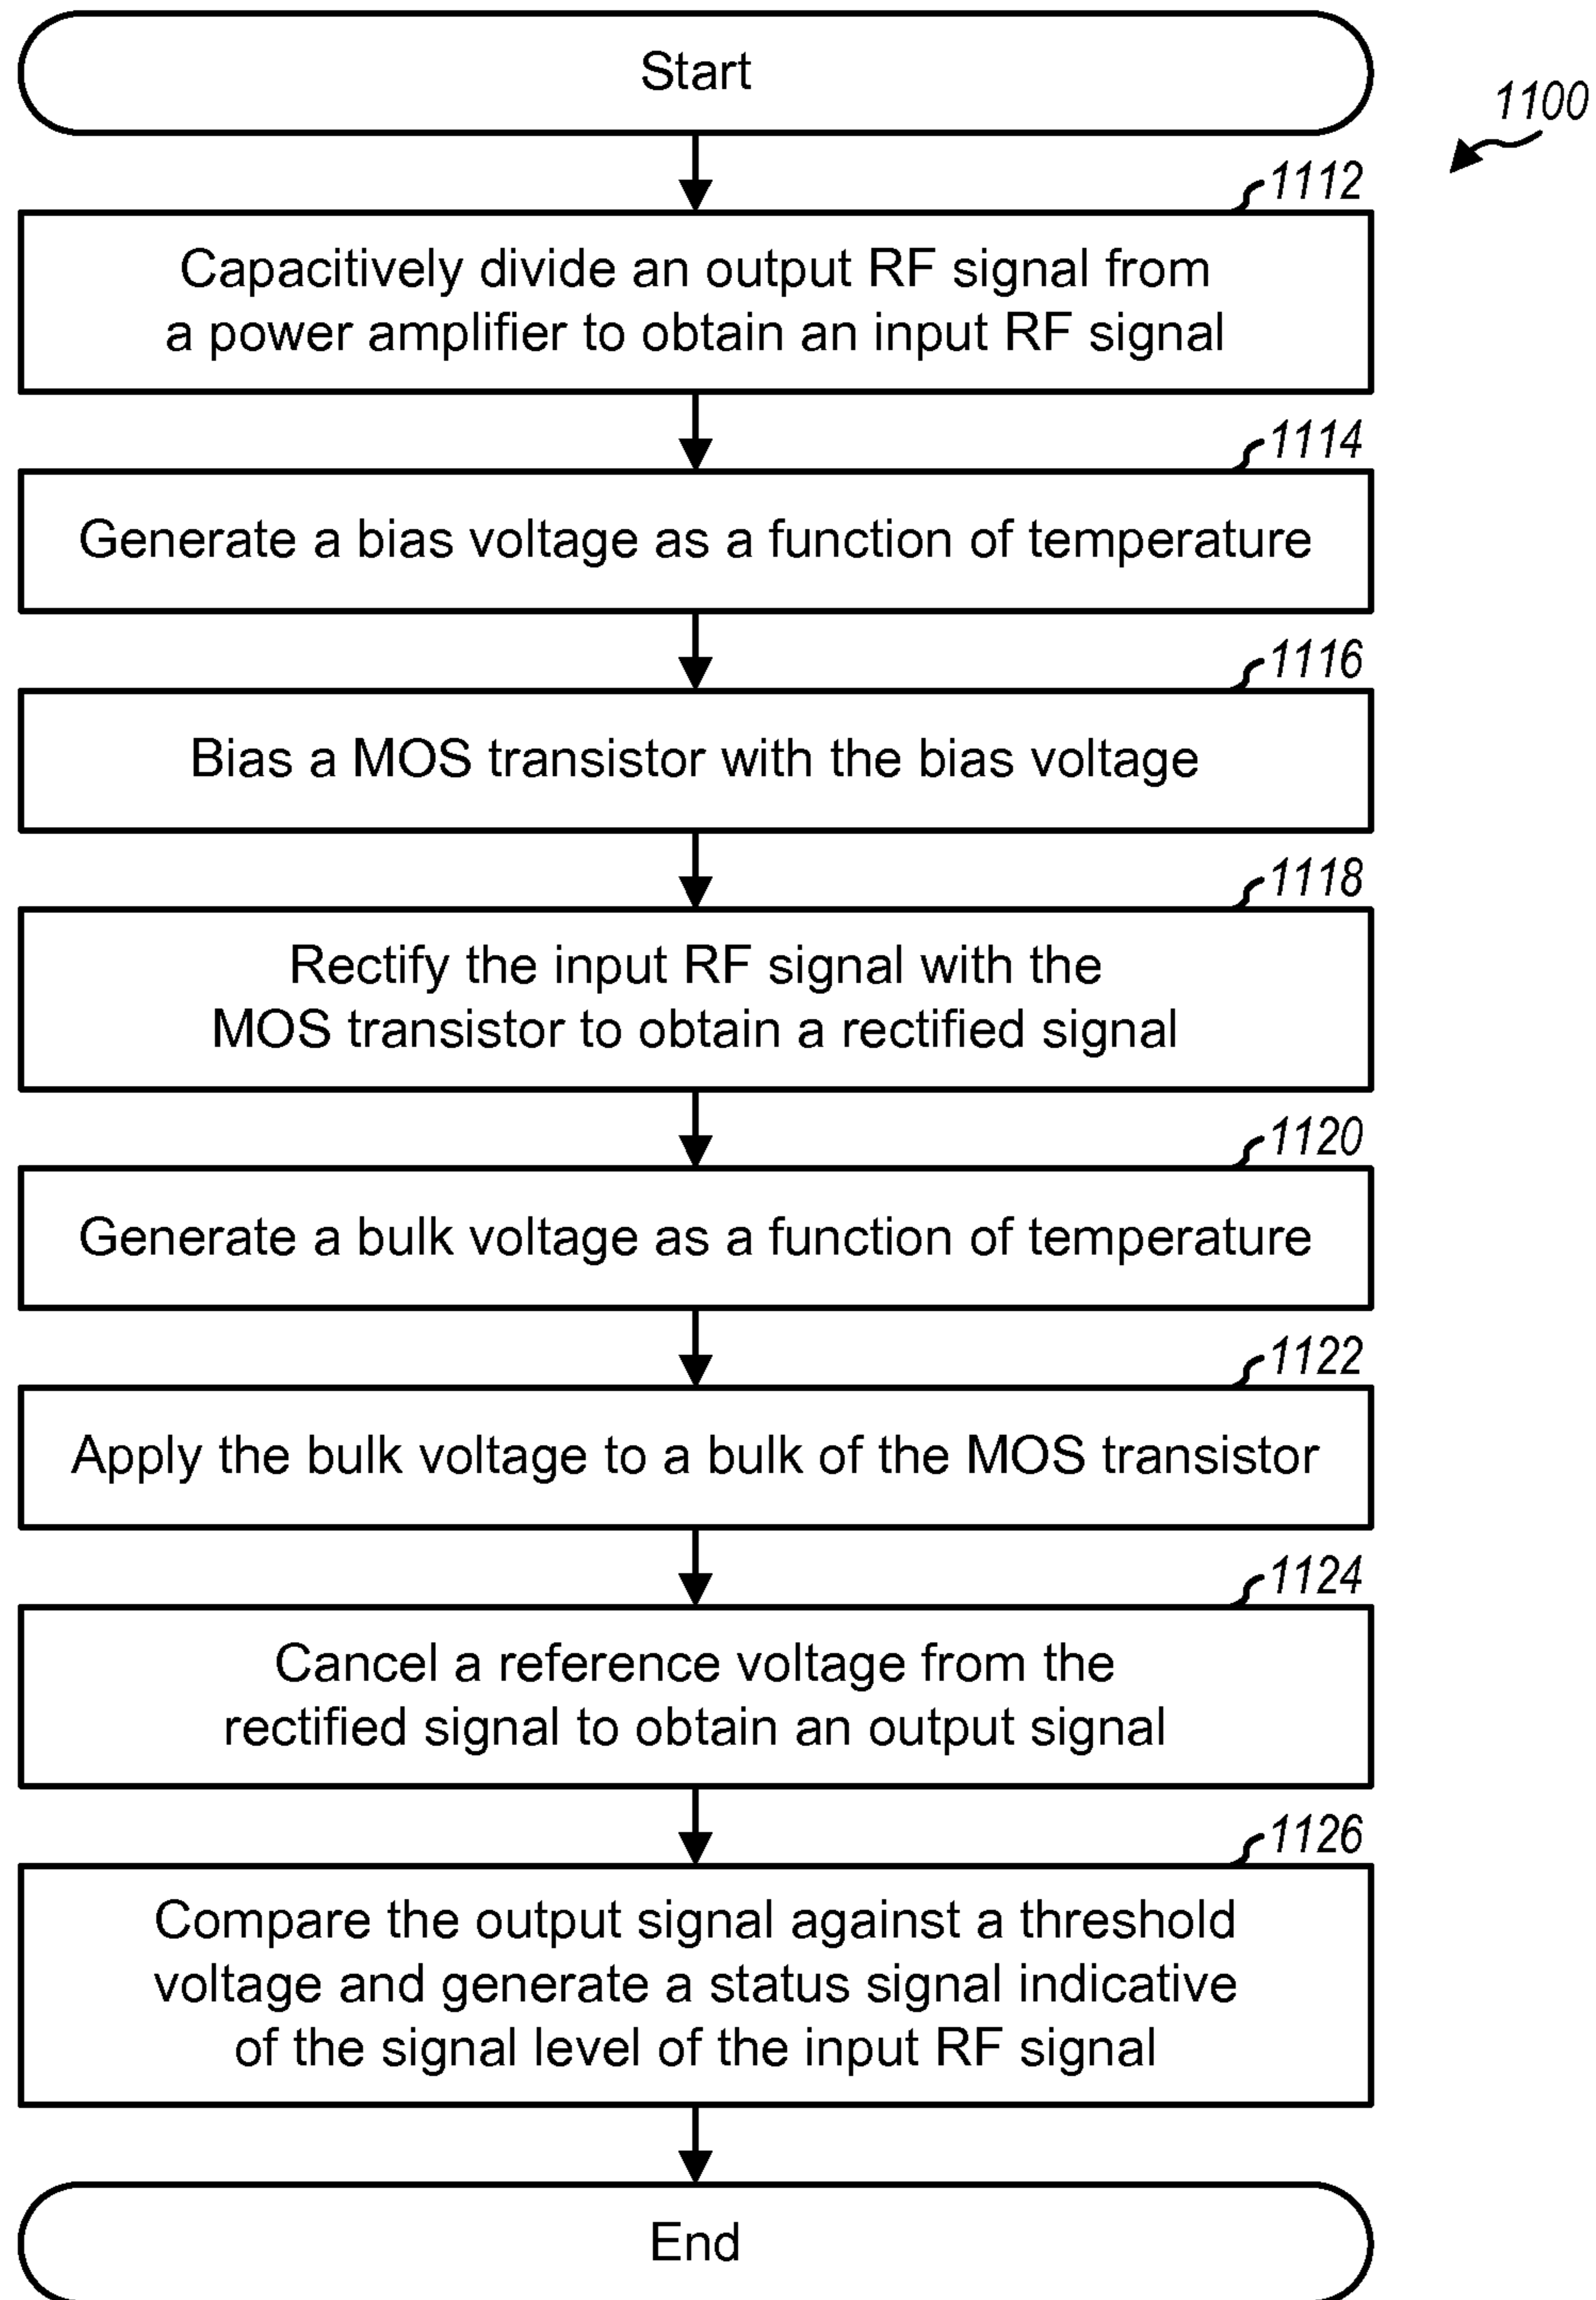 Start
1100
1112
Capacitively divide an output RF signal from
a power amplifier to obtain an input RF signal
1114
Generate a bias voltage as a function of temperature
1116
Bias a MOS transistor with the bias voltage
1118
Rectify the input RF signal with the
MOS transistor to obtain a rectified signal
1120
Generate a bulk voltage as a function of temperature
1122
Apply the bulk voltage to a bulk of the MOS transistor
1124
Cancel a reference voltage from the
rectified signal to obtain an output signal
1126
Compare the output signal against a threshold
voltage and generate a status signal indicative
of the signal level of the input RF signal
End